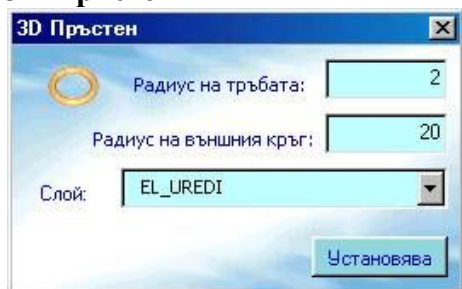 3D Пръстен
Радиус на тръбата: 2
Радиус на външния кръг: 20
Слой: EL_UREDI
Установява